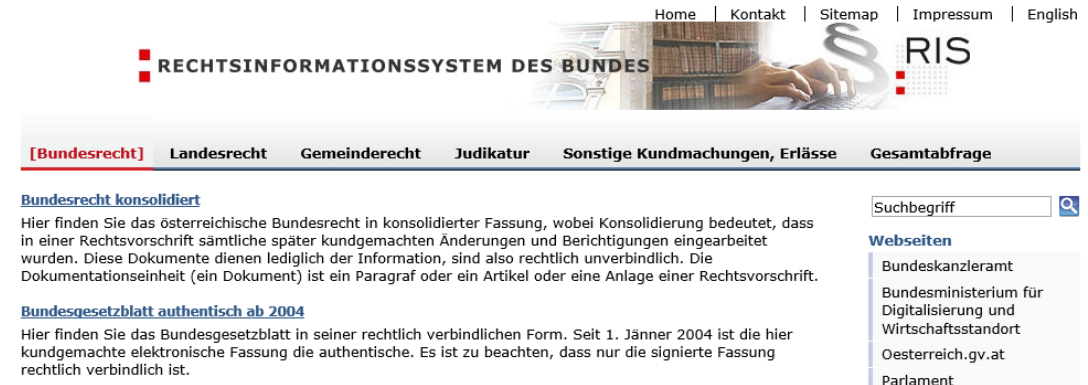 Home | Kontakt | Sitemap | Impressum | English
RECHTSINFORMATIONSSYSTEM DES BUNDES
§ RIS
[Bundesrecht] Landesrecht Gemeinderecht Judikatur Sonstige Kundmachungen, Erlässe Gesamtabfrage
Bundesrecht konsolidiert
Hier finden Sie das österreichische Bundesrecht in konsolidierter Fassung, wobei Konsolidierung bedeutet, dass
in einer Rechtsvorschrift sämtliche später kundgemachten Änderungen und Berichtigungen eingearbeitet
wurden. Diese Dokumente dienen lediglich der Information, sind also rechtlich unverbindlich. Die
Dokumentationseinheit (ein Dokument) ist ein Paragraf oder ein Artikel oder eine Anlage einer Rechtsvorschrift.
Bundesgesetzblatt authentisch ab 2004
Hier finden Sie das Bundesgesetzblatt in seiner rechtlich verbindlichen Form. Seit 1. Jänner 2004 ist die hier
kundgemachte elektronische Fassung die authentische. Es ist zu beachten, dass nur die signierte Fassung
rechtlich verbindlich ist.
Suchbegriff
Webseiten
Bundeskanzleramt
Bundesministerium für
Digitalisierung und
Wirtschaftsstandort
Oesterreich.gv.at
Parlament